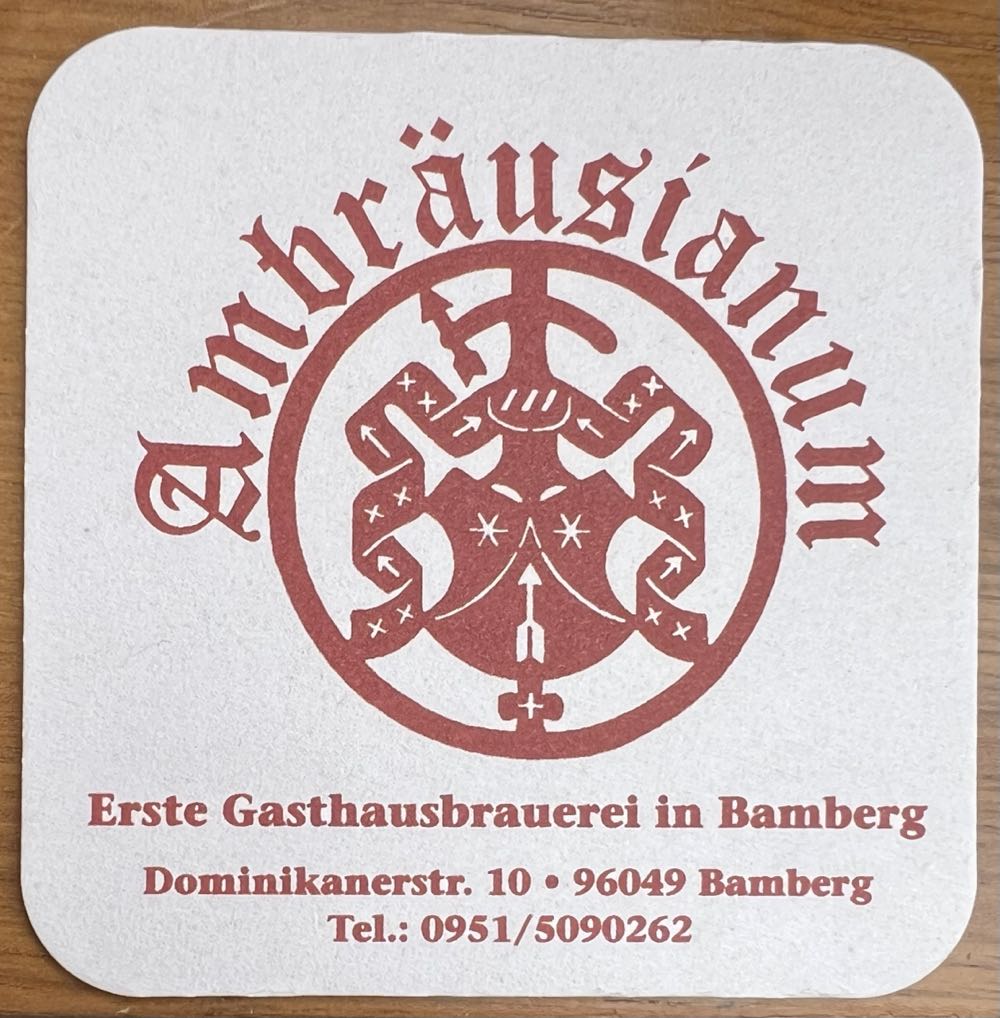 Ambräusianum
Erste Gasthausbrauerei in Bamberg
Dominikanerstr. 10 • 96049 Bamberg
Tel.: 0951/5090262